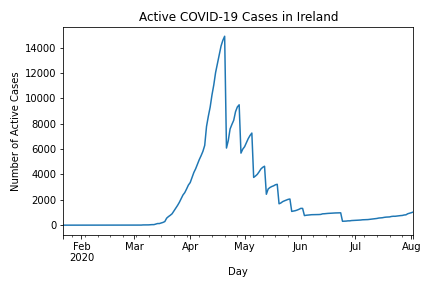 Active COVID-19 Cases in Ireland
Number of Active Cases
14000
12000
10000
8000
6000
4000
2000
0
Feb Mar Apr May Jun Jul Aug
2020
Day